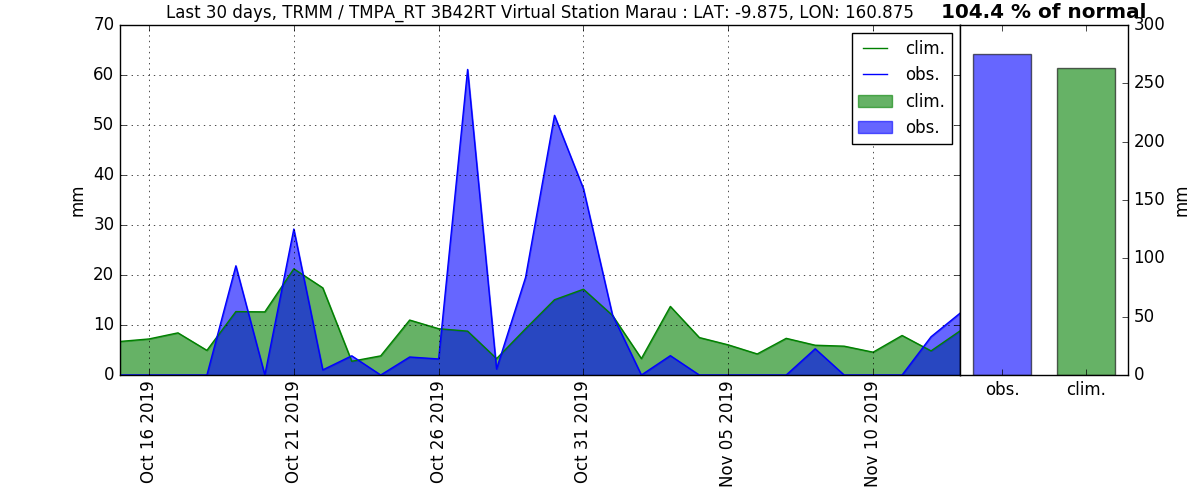 Last 30 days, TRMM / TMPA_RT 3B42RT Virtual Station Marau : LAT: -9.875, LON: 160.875
104.4 % of normal
70
60
50
40
30
20
10
0
mm
clim.
obs.
clim.
obs.
Oct 16 2019
Oct 21 2019
Oct 26 2019
Oct 31 2019
Nov 05 2019
Nov 10 2019
300
250
200
150
100
50
0
mm
obs.
clim.